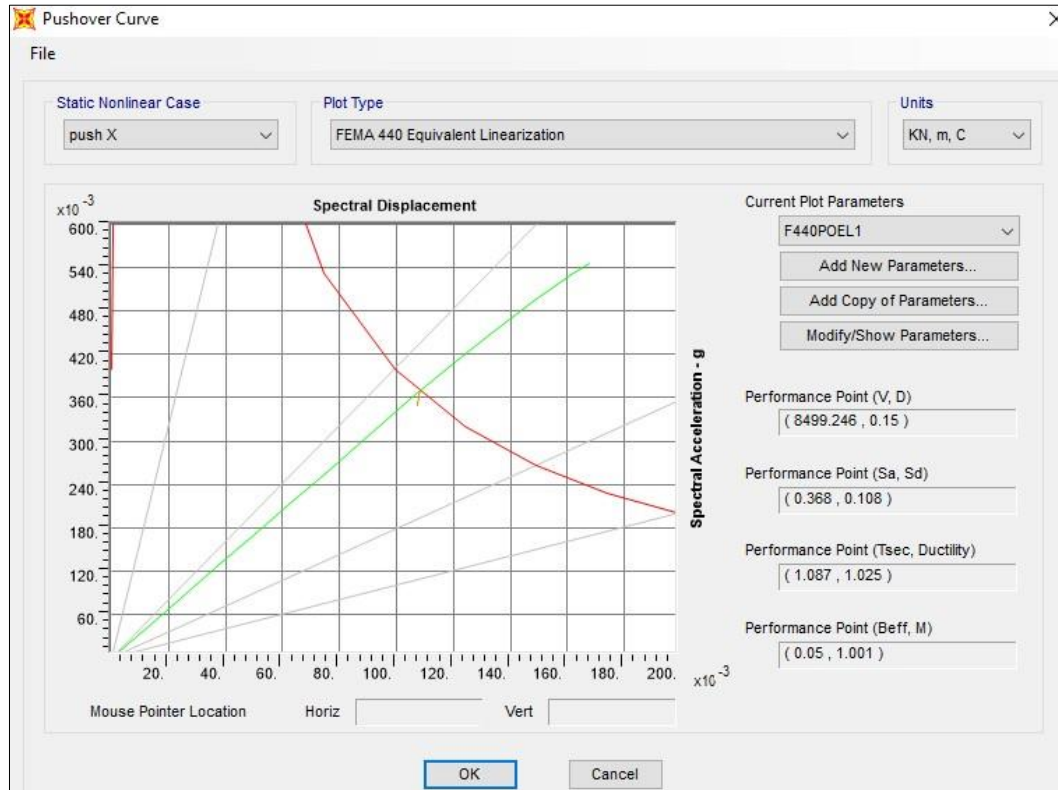 Pushover Curve
File
Static Nonlinear Case
push X
Plot Type
FEMA 440 Equivalent Linearization
Units
KN, m, C
Spectral Displacement
x10 -3
600.
540.
480.
420.
360.
300.
240.
180.
120.
60.
20. 40. 60. 80. 100. 120. 140. 160. 180. 200.
x10 -3
Spectral Acceleration - g
Mouse Pointer Location Horiz Vert
Current Plot Parameters
F440POEL1
Add New Parameters...
Add Copy of Parameters...
Modify/Show Parameters...
Performance Point (V, D)
( 8499.246 , 0.15 )
Performance Point (Sa, Sd)
( 0.368 , 0.108 )
Performance Point (Tsec, Ductility)
( 1.087 , 1.025 )
Performance Point (Beff, M)
( 0.05 , 1.001 )
OK Cancel